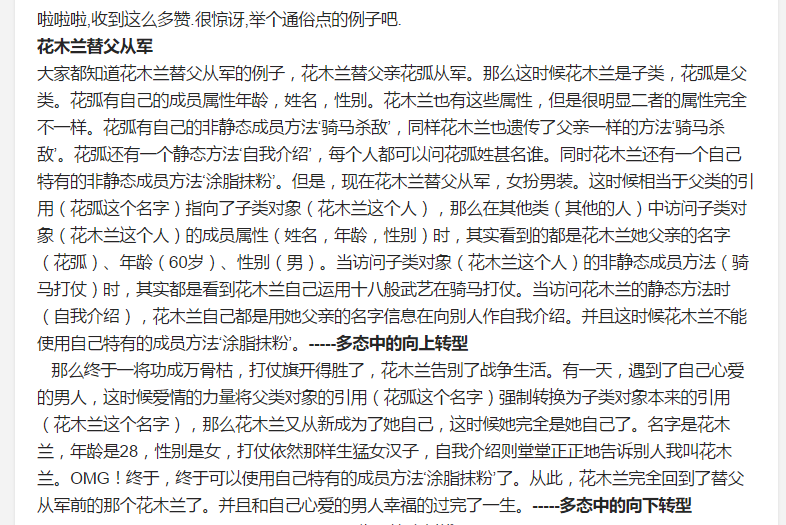 啦啦啦,收到这么多赞.很惊讶,举个通俗点的例子吧.
花木兰替父从军
大家都知道花木兰替父从军的例子，花木兰替父亲花弧从军。那么这时候花木兰是子类，花弧是父
类。花弧有自己的成员属性年龄，姓名，性别。花木兰也有这些属性，但是很明显二者的属性完全
不一样。花弧有自己的非静态成员方法‘骑马杀敌’，同样花木兰也遗传了父亲一样的方法‘骑马杀
敌’。花弧还有一个静态方法‘自我介绍’，每个人都可以问花弧姓甚名谁。同时花木兰还有一个自己
特有的非静态成员方法‘涂脂抹粉’。但是，现在花木兰替父从军，女扮男装。这时候相当于父类的引
用（花弧这个名字）指向了子类对象（花木兰这个人），那么在其他类（其他的人）中访问子类对
象（花木兰这个人）的成员属性（姓名，年龄，性别）时，其实看到的都是花木兰她父亲的名字
（花弧）、年龄（60岁）、性别（男）。当访问子类对象（花木兰这个人）的非静态成员方法（骑
马打仗）时，其实都是看到花木兰自己运用十八般武艺在骑马打仗。当访问花木兰的静态方法时
（自我介绍），花木兰自己都是用她父亲的名字信息在向别人作自我介绍。并且这时候花木兰不能
使用自己特有的成员方法‘涂脂抹粉’。-----多态中的向上转型
那么终于一将功成万骨枯，打仗旗开得胜了，花木兰告别了战争生活。有一天，遇到了自己心爱
的男人，这时候爱情的力量将父类对象的引用（花弧这个名字）强制转换为子类对象本来的引用
（花木兰这个名字），那么花木兰又从新成为了她自己，这时候她完全是她自己了。名字是花木
兰，年龄是28，性别是女，打仗依然那样生猛女汉子，自我介绍则堂堂正正地告诉别人我叫花木
兰。OMG！终于，终于可以使用自己特有的成员方法‘涂脂抹粉’了。从此，花木兰完全回到了替父
从军前的那个花木兰了。并且和自己心爱的男人幸福的过完了一生。-----多态中的向下转型